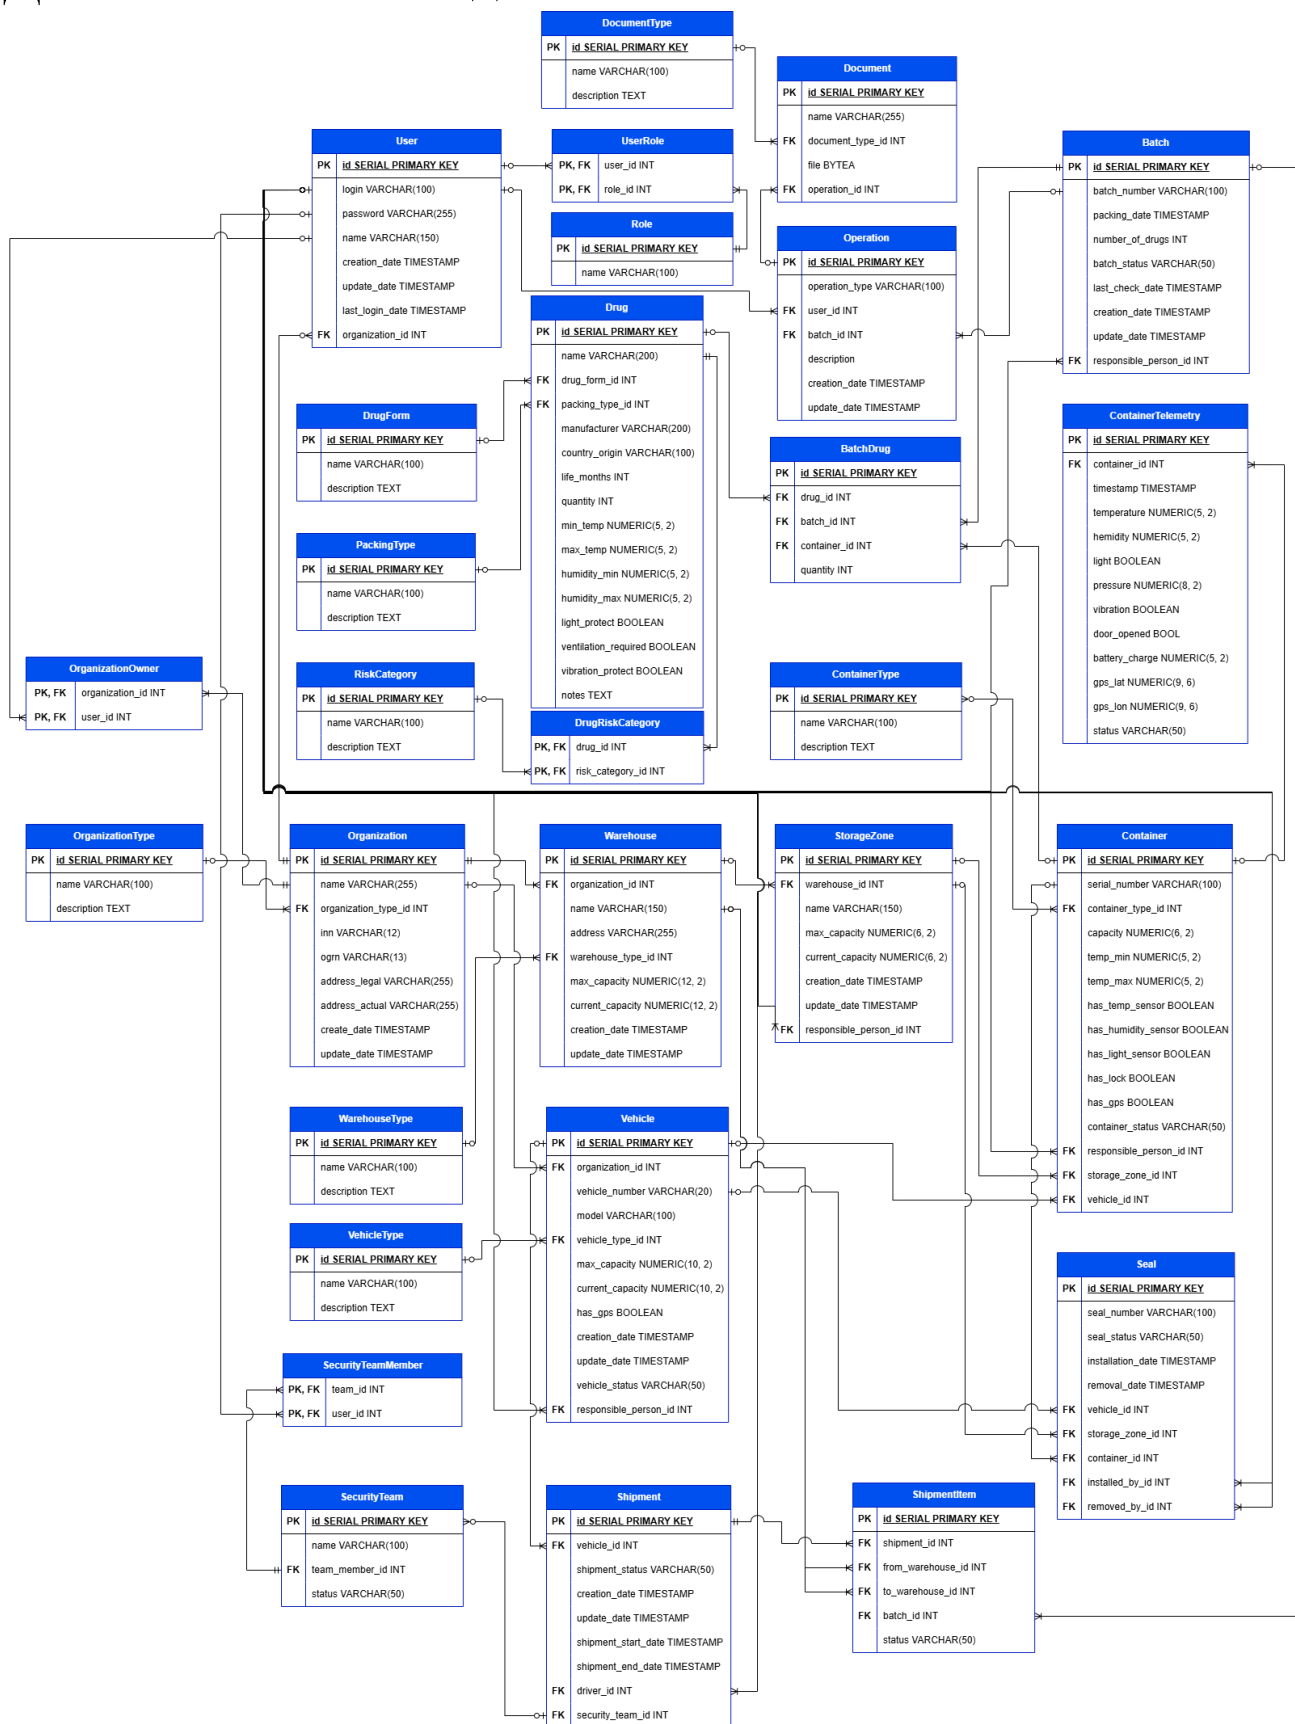 DocumentType
PK id SERIAL PRIMARY KEY
name VARCHAR(100)
description TEXT
Document
PK id SERIAL PRIMARY KEY
name VARCHAR(255)
FK document_type_id INT
file BYTEA
FK operation_id INT
User
PK id SERIAL PRIMARY KEY
login VARCHAR(100)
password VARCHAR(255)
name VARCHAR(150)
creation_date TIMESTAMP
update_date TIMESTAMP
last_login_date TIMESTAMP
FK organization_id INT
UserRole
PK, FK user_id INT
PK, FK role_id INT
Role
PK id SERIAL PRIMARY KEY
name VARCHAR(100)
Batch
PK id SERIAL PRIMARY KEY
batch_number VARCHAR(100)
packing_date TIMESTAMP
number_of_drugs INT
batch_status VARCHAR(50)
last_check_date TIMESTAMP
creation_date TIMESTAMP
update_date TIMESTAMP
FK responsible_person_id INT
Operation
PK id SERIAL PRIMARY KEY
operation_type VARCHAR(100)
FK user_id INT
FK batch_id INT
description
creation_date TIMESTAMP
update_date TIMESTAMP
Drug
PK id SERIAL PRIMARY KEY
name VARCHAR(200)
FK drug_form_id INT
FK packing_type_id INT
manufacturer VARCHAR(200)
country_origin VARCHAR(100)
life_months INT
quantity INT
min_temp NUMERIC(5, 2)
max_temp NUMERIC(5, 2)
humidity_min NUMERIC(5, 2)
humidity_max NUMERIC(5, 2)
light_protect BOOLEAN
ventilation_required BOOLEAN
vibration_protect BOOLEAN
notes TEXT
DrugForm
PK id SERIAL PRIMARY KEY
name VARCHAR(100)
description TEXT
ContainerTelemetry
PK id SERIAL PRIMARY KEY
FK container_id INT
timestamp TIMESTAMP
temperature NUMERIC(5, 2)
hemidity NUMERIC(5, 2)
light BOOLEAN
pressure NUMERIC(8, 2)
vibration BOOLEAN
door_opened BOOL
battery_charge NUMERIC(5, 2)
gps_lat NUMERIC(9, 6)
gps_lon NUMERIC(9, 6)
status VARCHAR(50)
BatchDrug
PK id SERIAL PRIMARY KEY
FK drug_id INT
FK batch_id INT
FK container_id INT
quantity INT
PackingType
PK id SERIAL PRIMARY KEY
name VARCHAR(100)
description TEXT
OrganizationOwner
PK, FK organization_id INT
PK, FK user_id INT
RiskCategory
PK id SERIAL PRIMARY KEY
name VARCHAR(100)
description TEXT
ContainerType
PK id SERIAL PRIMARY KEY
name VARCHAR(100)
description TEXT
DrugRiskCategory
PK, FK drug_id INT
PK, FK risk_category_id INT
OrganizationType
PK id SERIAL PRIMARY KEY
name VARCHAR(100)
description TEXT
Organization
PK id SERIAL PRIMARY KEY
name VARCHAR(255)
FK organization_type_id INT
inn VARCHAR(12)
ogrn VARCHAR(13)
address_legal VARCHAR(255)
address_actual VARCHAR(255)
create_date TIMESTAMP
update_date TIMESTAMP
Warehouse
PK id SERIAL PRIMARY KEY
FK organization_id INT
name VARCHAR(150)
address VARCHAR(255)
FK warehouse_type_id INT
max_capacity NUMERIC(12, 2)
current_capacity NUMERIC(12, 2)
creation_date TIMESTAMP
update_date TIMESTAMP
StorageZone
PK id SERIAL PRIMARY KEY
FK warehouse_id INT
name VARCHAR(150)
max_capacity NUMERIC(6, 2)
current_capacity NUMERIC(6, 2)
creation_date TIMESTAMP
update_date TIMESTAMP
FK responsible_person_id INT
Container
PK id SERIAL PRIMARY KEY
serial_number VARCHAR(100)
FK container_type_id INT
capacity NUMERIC(6, 2)
temp_min NUMERIC(5, 2)
temp_max NUMERIC(5, 2)
has_temp_sensor BOOLEAN
has_humidity_sensor BOOLEAN
has_light_sensor BOOLEAN
has_lock BOOLEAN
has_gps BOOLEAN
container_status VARCHAR(50)
FK responsible_person_id INT
FK storage_zone_id INT
FK vehicle_id INT
WarehouseType
PK id SERIAL PRIMARY KEY
name VARCHAR(100)
description TEXT
Vehicle
PK id SERIAL PRIMARY KEY
FK organization_id INT
vehicle_number VARCHAR(20)
model VARCHAR(100)
FK vehicle_type_id INT
max_capacity NUMERIC(10, 2)
current_capacity NUMERIC(10, 2)
has_gps BOOLEAN
creation_date TIMESTAMP
update_date TIMESTAMP
vehicle_status VARCHAR(50)
FK responsible_person_id INT
VehicleType
PK id SERIAL PRIMARY KEY
name VARCHAR(100)
description TEXT
Seal
PK id SERIAL PRIMARY KEY
seal_number VARCHAR(100)
seal_status VARCHAR(50)
installation_date TIMESTAMP
removal_date TIMESTAMP
FK vehicle_id INT
FK storage_zone_id INT
FK container_id INT
FK installed_by_id INT
FK removed_by_id INT
SecurityTeamMember
PK, FK team_id INT
PK, FK user_id INT
SecurityTeam
PK id SERIAL PRIMARY KEY
name VARCHAR(100)
FK team_member_id INT
status VARCHAR(50)
Shipment
PK id SERIAL PRIMARY KEY
FK vehicle_id INT
shipment_status VARCHAR(50)
creation_date TIMESTAMP
update_date TIMESTAMP
shipment_start_date TIMESTAMP
shipment_end_date TIMESTAMP
FK driver_id INT
FK security_team_id INT
ShipmentItem
PK id SERIAL PRIMARY KEY
FK shipment_id INT
FK from_warehouse_id INT
FK to_warehouse_id INT
FK batch_id INT
status VARCHAR(50)